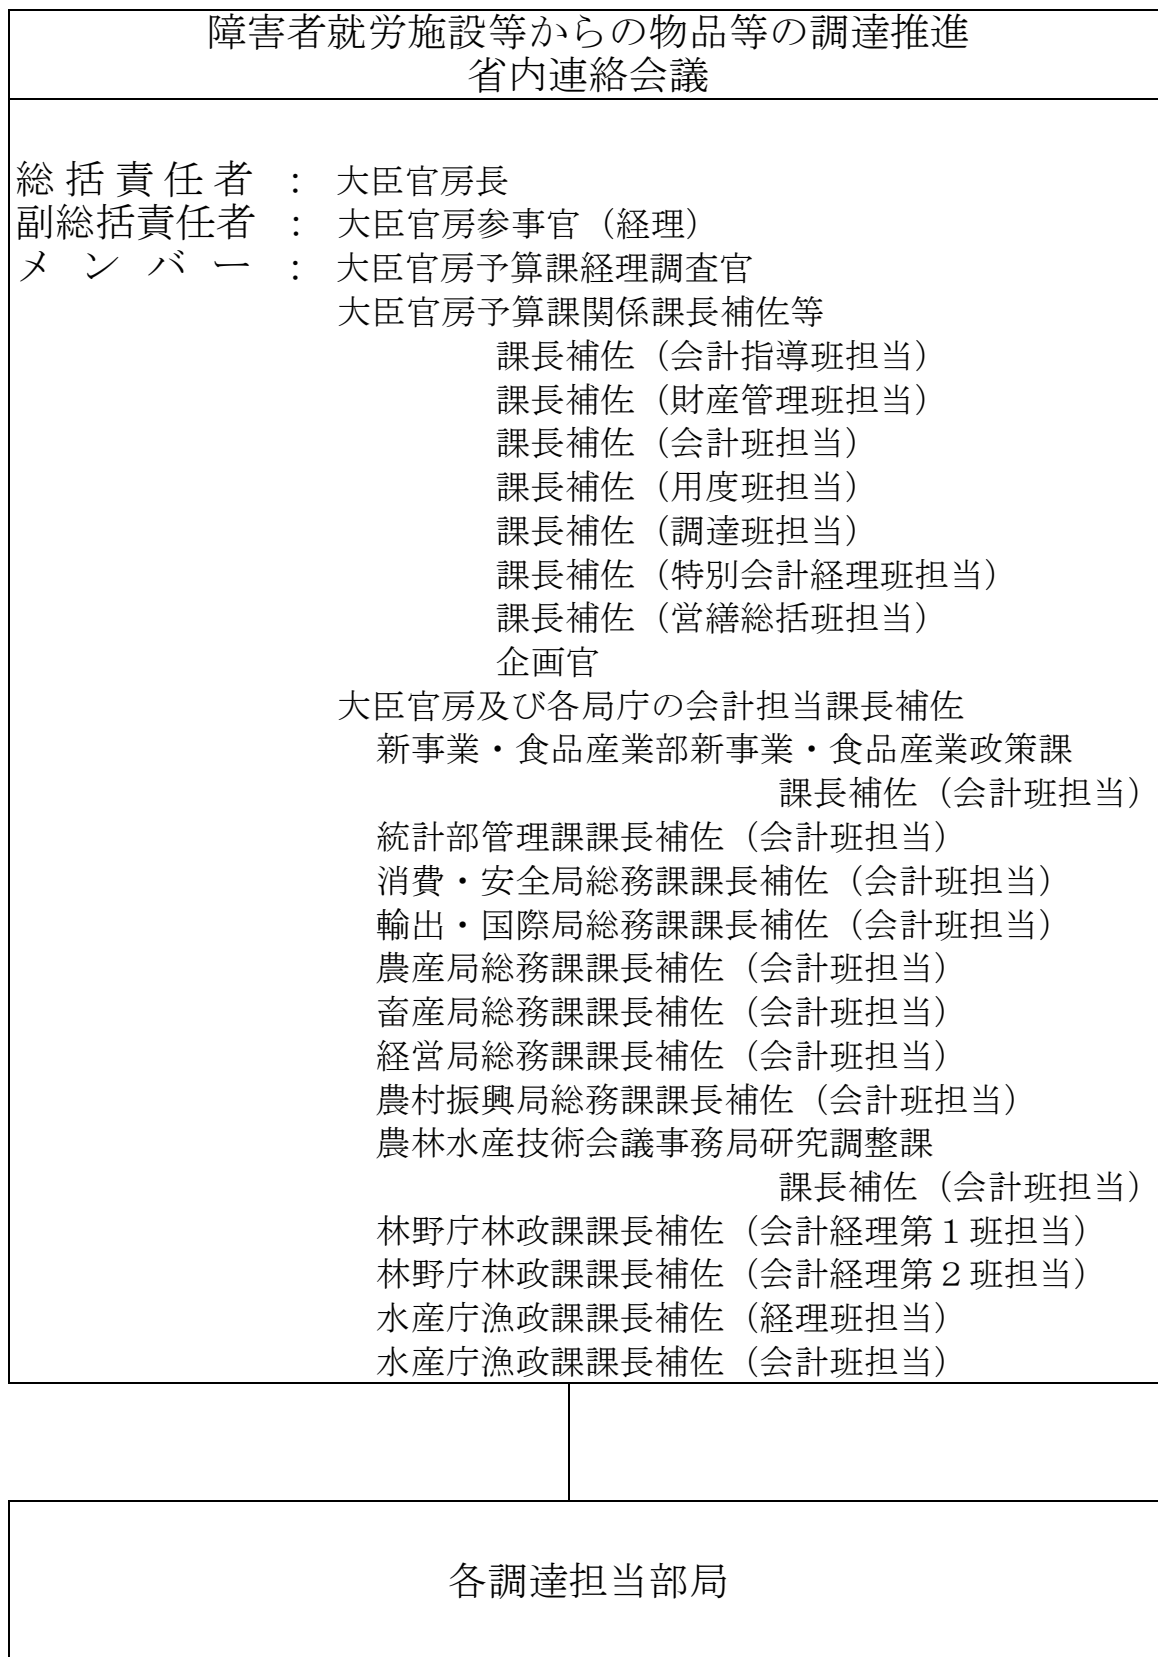 障害者就労施設等からの物品等の調達推進
省内連絡会議
総括責任者 : 大臣官房長
副総括責任者 : 大臣官房参事官（経理）
メンバー : 大臣官房予算課経理調査官
大臣官房予算課関係課長補佐等
課長補佐（会計指導班担当）
課長補佐（財産管理班担当）
課長補佐（会計班担当）
課長補佐（用度班担当）
課長補佐（調達班担当）
課長補佐（特別会計経理班担当）
課長補佐（営繕総括班担当）
企画官
大臣官房及び各局庁の会計担当課長補佐
新事業・食品産業部新事業・食品産業政策課
課長補佐（会計班担当）
統計部管理課課長補佐（会計班担当）
消費・安全局総務課課長補佐（会計班担当）
輸出・国際局総務課課長補佐（会計班担当）
農産局総務課課長補佐（会計班担当）
畜産局総務課課長補佐（会計班担当）
経営局総務課課長補佐（会計班担当）
農村振興局総務課課長補佐（会計班担当）
農林水産技術会議事務局研究調整課
課長補佐（会計班担当）
林野庁林政課課長補佐（会計経理第１班担当）
林野庁林政課課長補佐（会計経理第２班担当）
水産庁漁政課課長補佐（経理班担当）
水産庁漁政課課長補佐（会計班担当）
各調達担当部局